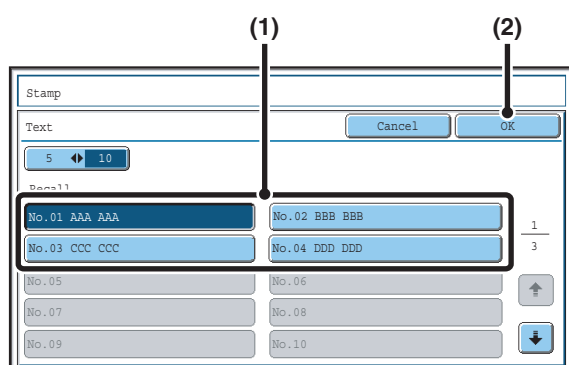 (1) (2)
Stamp
Text Cancel OK
5 10
Recall
No.01 AAA AAA No.02 BBB BBB 1
No.03 CCC CCC No.04 DDD DDD 3
No.05 No.06
No.07 No.08
No.09 No.10